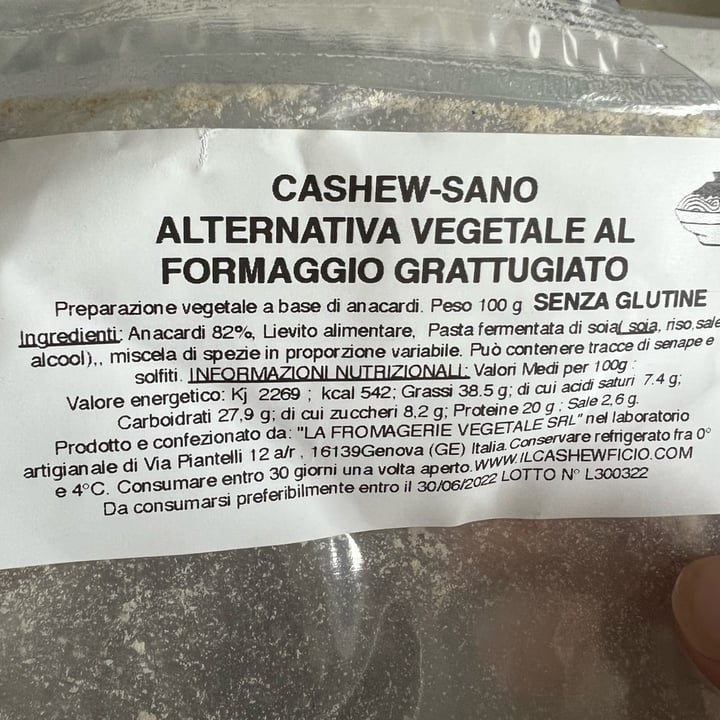 CASHEW-SANO
ALTERNATIVA VEGETALE AL
FORMAGGIO GRATTUGIATO
Preparazione vegetale a base di anacardi. Peso 100 g SENZA GLUTINE
Ingredienti: Anacardi 82%, Lievito alimentare, Pasta fermentata di soia( soia, riso, sale
alcool),, miscela di spezie in proporzione variabile. Può contenere tracce di senape e
solfiti. INFORMAZIONI NUTRIZIONALI: Valori Medi per 100g :
Valore energetico: Kj 2269 ; kcal 542; Grassi 38.5 g; di cui acidi saturi 7.4 g;
Carboidrati 27,9 g; di cui zuccheri 8,2 g; Proteine 20 g ; Sale 2,6 g.
Prodotto e confezionato da: "LA FROMAGERIE VEGETALE SRL" nel laboratorio
artigianale di Via Piantelli 12 a/r , 16139Genova (GE) Italia. Conservare refrigerato fra 0°
e 4°C. Consumare entro 30 giorni una volta aperto. WWW.ILCASHEWFICIO.COM
Da consumarsi preferibilmente entro il 30/06/2022 LOTTO N° L300322